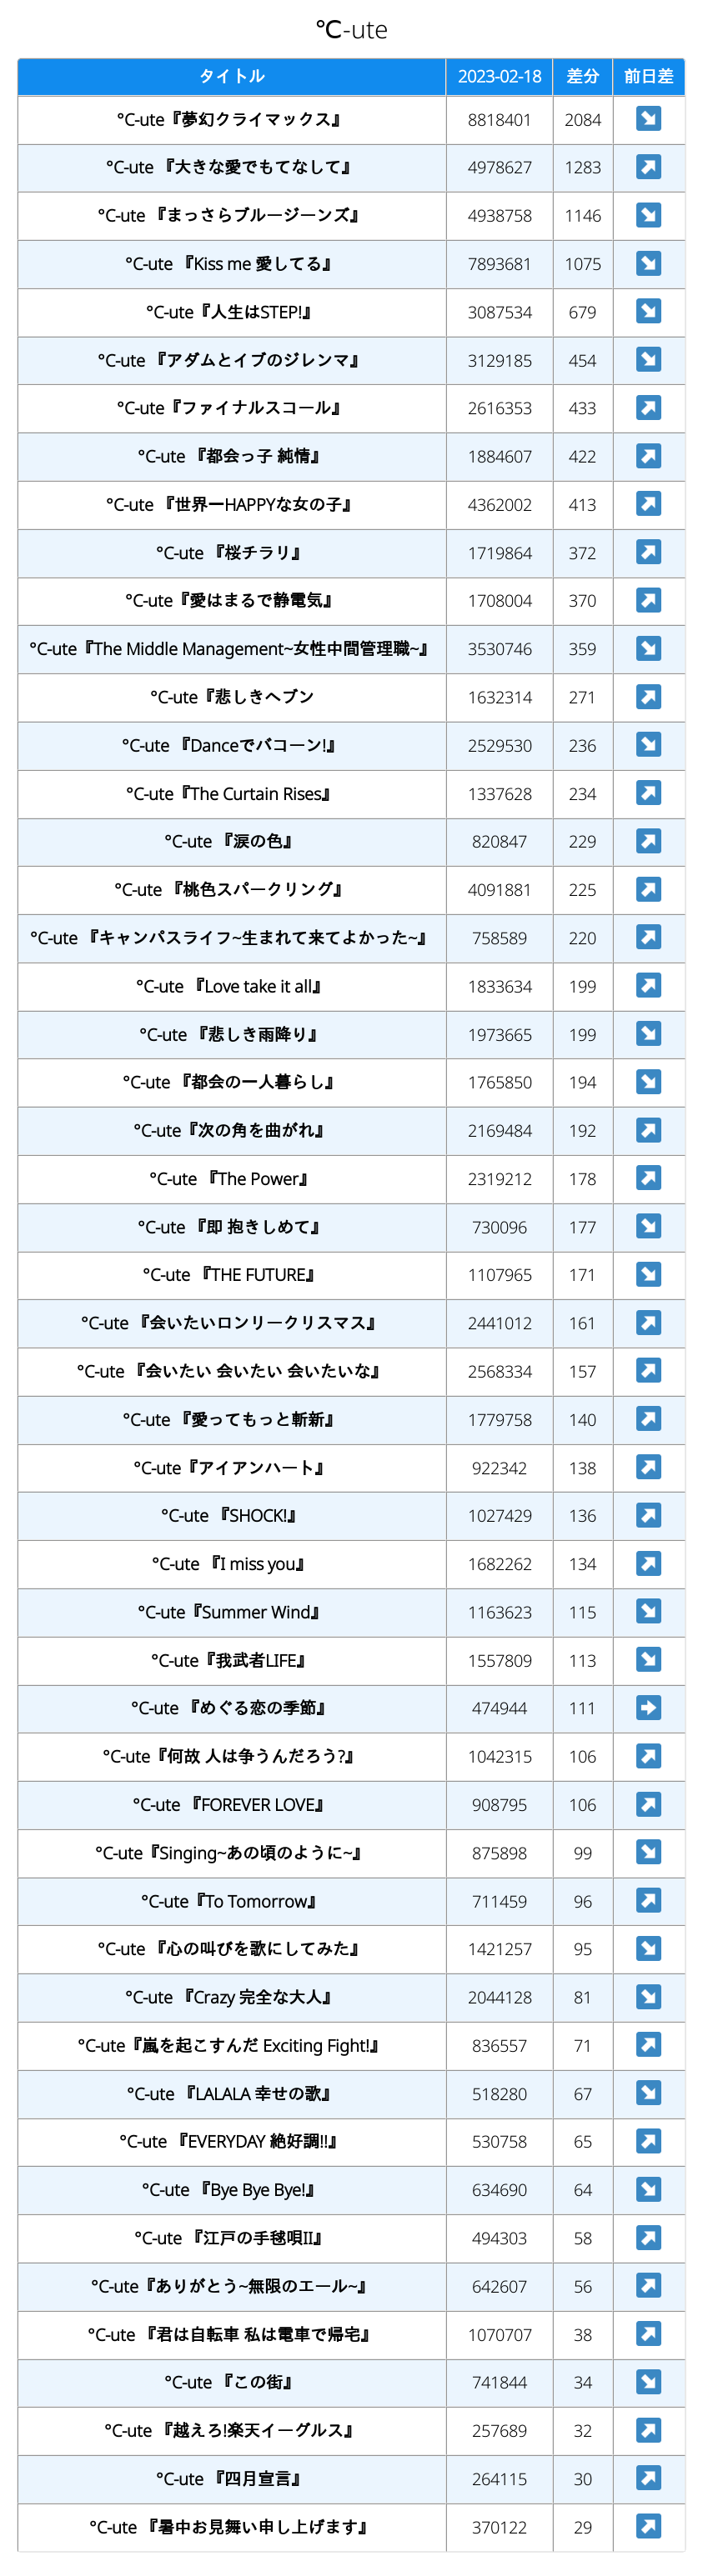 ℃-ute
タイトル 2023-02-18 差分 前日差
℃-ute『夢幻クライマックス』 8818401 2084 ↘
℃-ute 『大きな愛でもてなして』 4978627 1283 ↗
℃-ute 『まっさらブルージーンズ』 4938758 1146 ↘
℃-ute 『Kiss me 愛してる』 7893681 1075 ↘
℃-ute『人生はSTEP!』 3087534 679 ↘
℃-ute 『アダムとイブのジレンマ』 3129185 454 ↘
℃-ute『ファイナルスコール』 2616353 433 ↗
℃-ute 『都会っ子 純情』 1884607 422 ↗
℃-ute 『世界一HAPPYな女の子』 4362002 413 ↗
℃-ute 『桜チラリ』 1719864 372 ↗
℃-ute『愛はまるで静電気』 1708004 370 ↗
℃-ute『The Middle Management~女性中間管理職~』 3530746 359 ↘
℃-ute『悲しきヘブン 1632314 271 ↗
℃-ute 『Danceでバコーン!』 2529530 236 ↘
℃-ute『The Curtain Rises』 1337628 234 ↗
℃-ute 『涙の色』 820847 229 ↗
℃-ute 『桃色スパークリング』 4091881 225 ↗
℃-ute 『キャンパスライフ~生まれて来てよかった~』 758589 220 ↗
℃-ute 『Love take it all』 1833634 199 ↗
℃-ute 『悲しき雨降り』 1973665 199 ↘
℃-ute 『都会の一人暮らし』 1765850 194 ↘
℃-ute『次の角を曲がれ』 2169484 192 ↗
℃-ute 『The Power』 2319212 178 ↗
℃-ute 『即 抱きしめて』 730096 177 ↘
℃-ute 『THE FUTURE』 1107965 171 ↘
℃-ute 『会いたいロンリークリスマス』 2441012 161 ↗
℃-ute 『会いたい 会いたい 会いたいな』 2568334 157 ↗
℃-ute 『愛ってもっと斬新』 1779758 140 ↗
℃-ute『アイアンハート』 922342 138 ↗
℃-ute 『SHOCK!』 1027429 136 ↗
℃-ute 『I miss you』 1682262 134 ↗
℃-ute『Summer Wind』 1163623 115 ↘
℃-ute『我武者LIFE』 1557809 113 ↘
℃-ute 『めぐる恋の季節』 474944 111 →
℃-ute『何故 人は争うんだろう?』 1042315 106 ↗
℃-ute 『FOREVER LOVE』 908795 106 ↗
℃-ute『Singing~あの頃のように~』 875898 99 ↘
℃-ute『To Tomorrow』 711459 96 ↗
℃-ute 『心の叫びを歌にしてみた』 1421257 95 ↘
℃-ute 『Crazy 完全な大人』 2044128 81 ↘
℃-ute『嵐を起こすんだ Exciting Fight!』 836557 71 ↗
℃-ute 『LALALA 幸せの歌』 518280 67 ↘
℃-ute 『EVERYDAY 絶好調!!』 530758 65 ↗
℃-ute 『Bye Bye Bye!』 634690 64 ↘
℃-ute 『江戸の手毬唄II』 494303 58 ↗
℃-ute『ありがとう~無限のエール~』 642607 56 ↗
℃-ute 『君は自転車 私は電車で帰宅』 1070707 38 ↗
℃-ute 『この街』 741844 34 ↘
℃-ute 『越えろ!楽天イーグルス』 257689 32 ↗
℃-ute 『四月宣言』 264115 30 ↗
℃-ute 『暑中お見舞い申し上げます』 370122 29 ↗